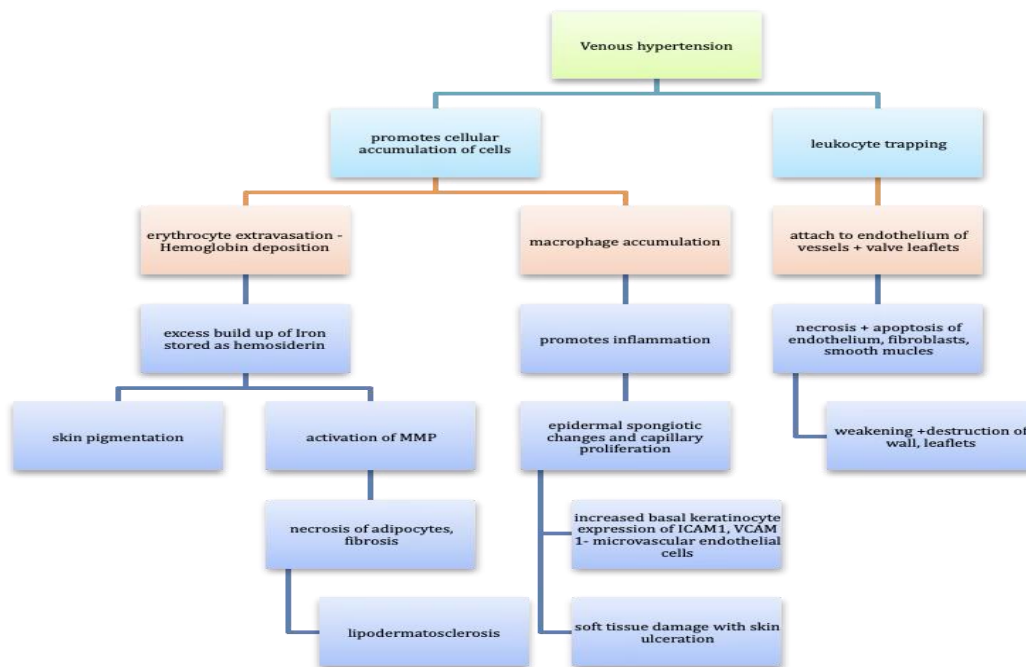 Venous hypertension
promotes cellular
accumulation of cells
leukocyte trapping
erythrocyte extravasation -
Hemoglobin deposition
macrophage accumulation
attach to endothelium of
vessels + valve leaflets
excess build up of Iron
stored as hemosiderin
promotes inflammation
necrosis + apoptosis of
endothelium, fibroblasts,
smooth mucles
skin pigmentation
activation of MMP
epidermal spongiotic
changes and capillary
proliferation
weakening +destruction of
wall, leaflets
necrosis of adipocytes,
fibrosis
increased basal keratinocyte
expression of ICAM1, VCAM
1- microvascular endothelial
cells
lipodermatosclerosis
soft tissue damage with skin
ulceration